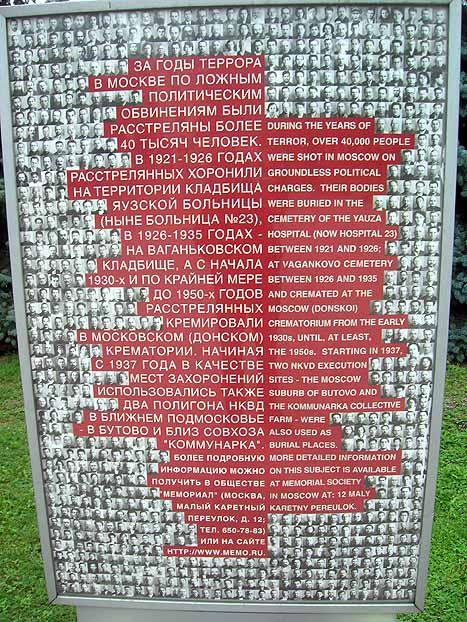 ЗА ГОДЫ ТЕРРОРА
В МОСКВЕ ПО ЛОЖНЫМ
ПОЛИТИЧЕСКИМ
ОБВИНЕНИЯМ БЫЛИ
РАССТРЕЛЯНЫ БОЛЕЕ
40 ТЫСЯЧ ЧЕЛОВЕК.
В 1921-1926 ГОДАХ
РАССТРЕЛЯННЫХ ХОРОНИЛИ
НА ТЕРРИТОРИИ КЛАДБИЩА
ЯУЗСКОЙ БОЛЬНИЦЫ
(НЫНЕ БОЛЬНИЦА №23),
В 1926-1935 ГОДАХ -
НА ВАГАНЬКОВСКОМ
КЛАДБИЩЕ, А С НАЧАЛА
1930-х И ПО КРАЙНЕЙ МЕРЕ
ДО 1950-х ГОДОВ
РАССТРЕЛЯННЫХ
КРЕМИРОВАЛИ
В МОСКОВСКОМ (ДОНСКОМ)
КРЕМАТОРИИ. НАЧИНАЯ
С 1937 ГОДА В КАЧЕСТВЕ
МЕСТ ЗАХОРОНЕНИЙ
ИСПОЛЬЗОВАЛИСЬ ТАКЖЕ
ДВА ПОЛИГОНА НКВД
В БЛИЖНЕМ ПОДМОСКОВЬЕ
- В БУТОВО И БЛИЗ СОВХОЗА
"КОММУНАРКА".
БОЛЕЕ ПОДРОБНУЮ
ИНФОРМАЦИЮ МОЖНО
ПОЛУЧИТЬ В ОБЩЕСТВЕ
"МЕМОРИАЛ" (МОСКВА,
МАЛЫЙ КАРЕТНЫЙ
ПЕРЕУЛОК, Д. 12;
ТЕЛ. 650-78-83)
ИЛИ НА САЙТЕ
HTTP://WWW.MEMO.RU.
DURING THE YEARS OF
TERROR, OVER 40,000 PEOPLE
WERE SHOT IN MOSCOW ON
GROUNDLESS POLITICAL
CHARGES. THEIR BODIES
WERE BURIED IN THE
CEMETERY OF THE YAUZA
HOSPITAL (NOW HOSPITAL 23)
BETWEEN 1921 AND 1926;
AT VAGANKOVO CEMETERY
BETWEEN 1926 AND 1935
AND CREMATED AT THE
MOSCOW (DONSKOI)
CREMATORIUM FROM THE EARLY
1930s, UNTIL, AT LEAST,
THE 1950s. STARTING IN 1937,
TWO NKVD EXECUTION
SITES - THE MOSCOW
SUBURB OF BUTOVO AND
THE KOMMUNARKA COLLECTIVE
FARM - WERE
ALSO USED AS
BURIAL PLACES.
MORE DETAILED INFORMATION
ON THIS SUBJECT IS AVAILABLE
AT MEMORIAL SOCIETY
IN MOSCOW AT: 12 MALY
KARETNY PEREULOK.